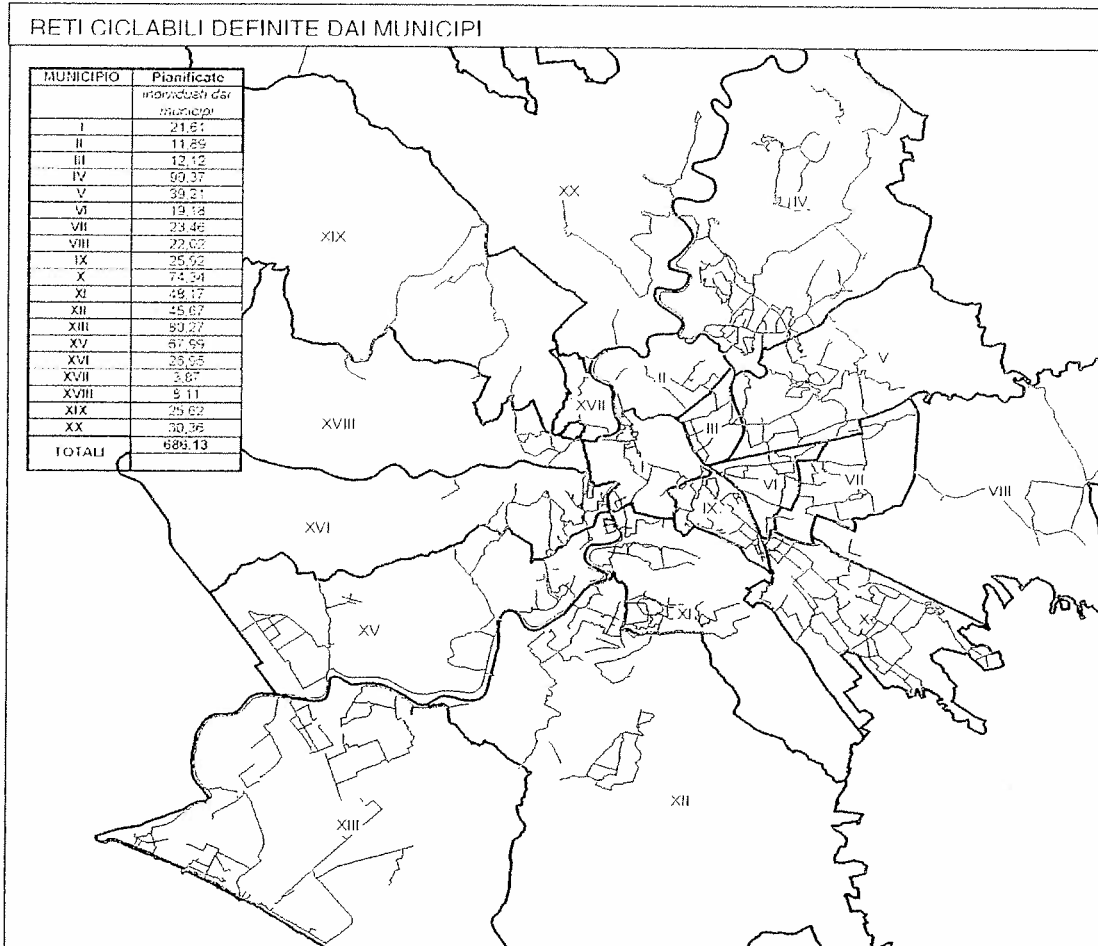 RETI CICLABILI DEFINITE DAI MUNICIPI
MUNICIPIO Pianificate
individuati dai
municipi
I 21,61
II 11,89
III 12,12
IV 90,37
V 39,21
VI 19,18
VII 23,46
VIII 22,02
IX 25,92
X 74,34
XI 48,17
XII 45,67
XIII 80,27
XV 67,99
XVI
XVII 3,87
XVIII 8,11
XIX 25,62
XX 30,36
TOTALI 686,13
XX
IV
XIX
V
II
XVII
III
XVIII
VI
VII
VIII
IX
XVI
XI
X
XV
XII
XIII